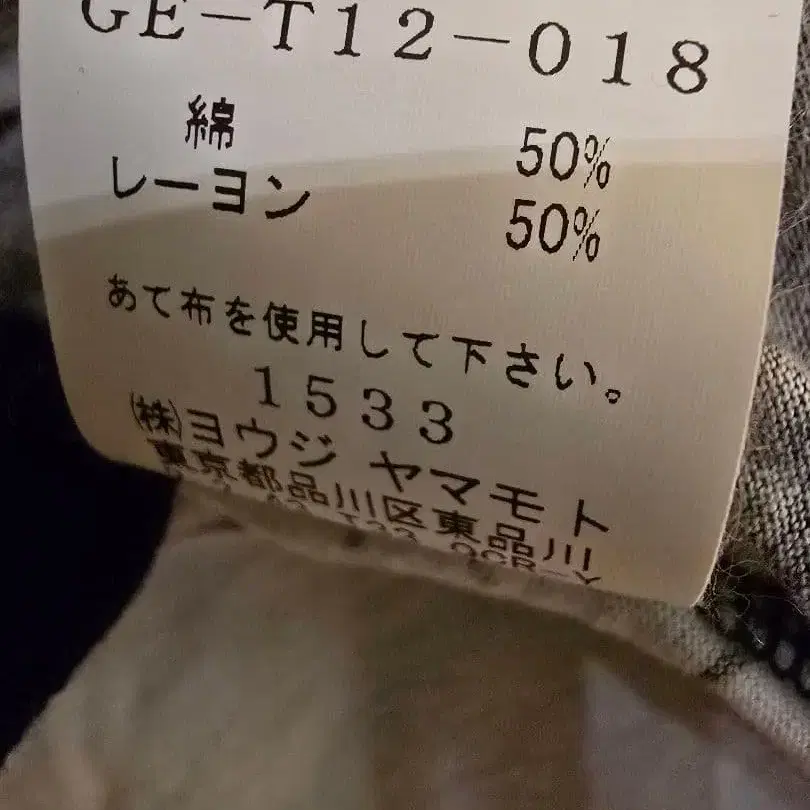 GE-T12-018
綿 50%
レーヨン 50%
あて布を使用して下さい。
1533
㈱ヨウジ ヤマモト
東京都品川区東品川